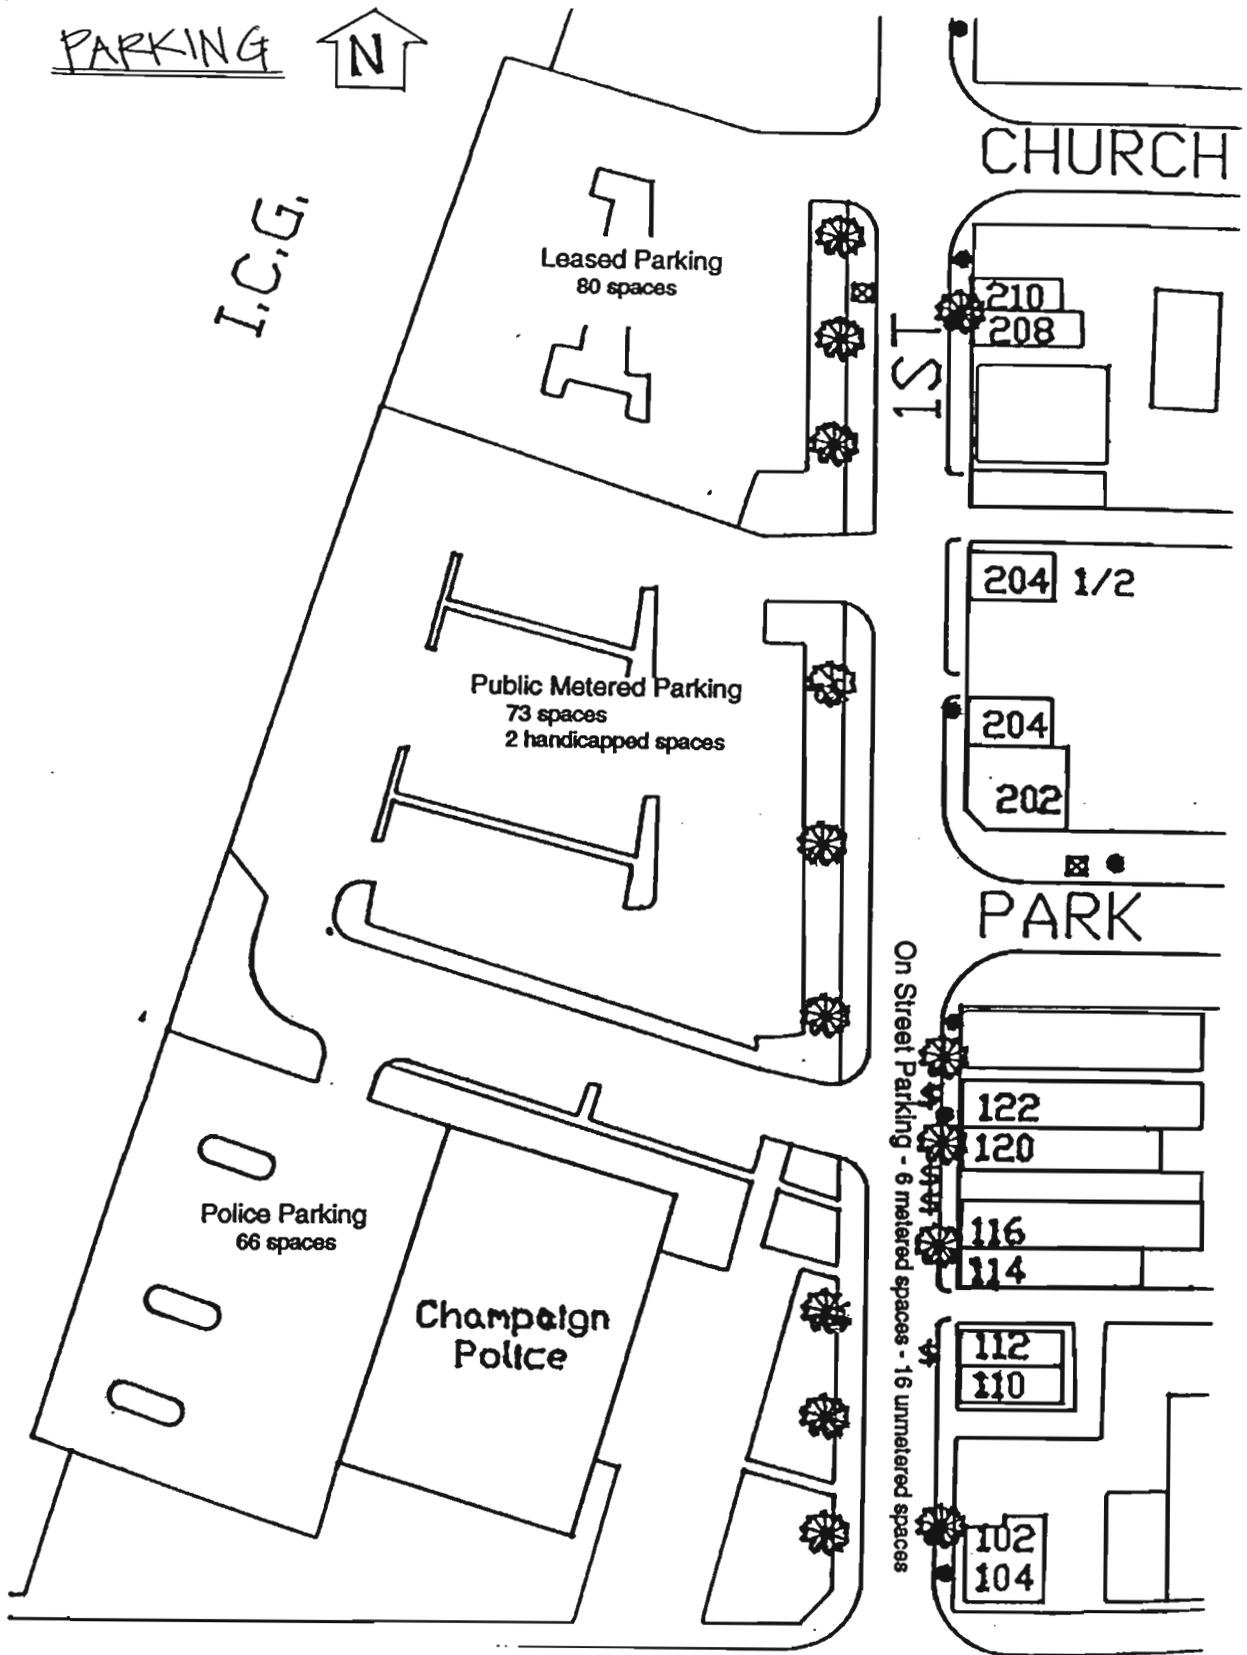 PARKING
N
CHURCH
I.C.G.
Leased Parking
80 spaces
210
208
1ST
204 1/2
Public Metered Parking
73 spaces
2 handicapped spaces
204
202
PARK
On Street Parking - 6 metered spaces - 16 unmetered spaces
122
120
116
114
Police Parking
66 spaces
Champaign
Police
112
110
102
104